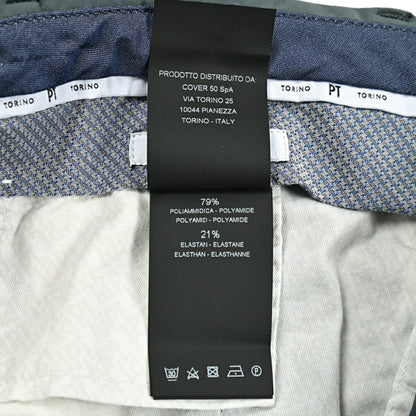 PRODOTTO DISTRIBUITO DA:
COVER 50 SpA
VIA TORINO 25
10044 PIANEZZA
TORINO - ITALY
TORINO PT TORINO
TORINO PT TORINO
79%
POLIAMMIDICA - POLYAMIDE
POLYAMID - POLYAMIDE
21%
ELASTAN - ELASTANE
ELASTHAN - ELASTHANNE
30
P